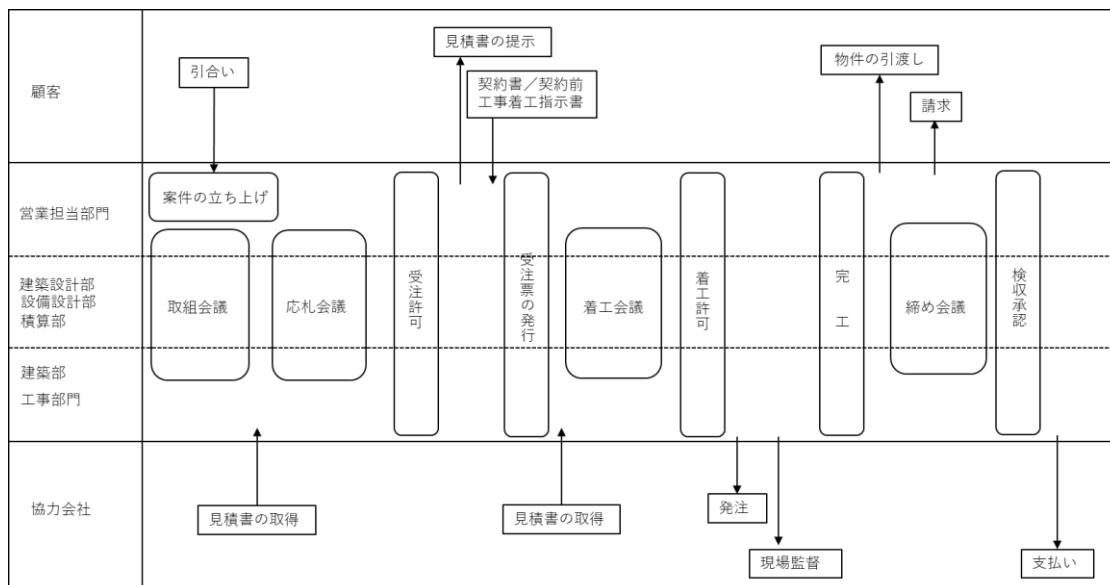 顧客
引合い
見積書の提示
契約書／契約前
工事着工指示書
物件の引渡し
請求
営業担当部門
案件の立ち上げ
建築設計部
設備設計部
積算部
取組会議
応札会議
受注許可
受注票の発行
着工会議
着工許可
完工
締め会議
検収承認
建築部
工事部門
協力会社
見積書の取得
見積書の取得
発注
現場監督
支払い